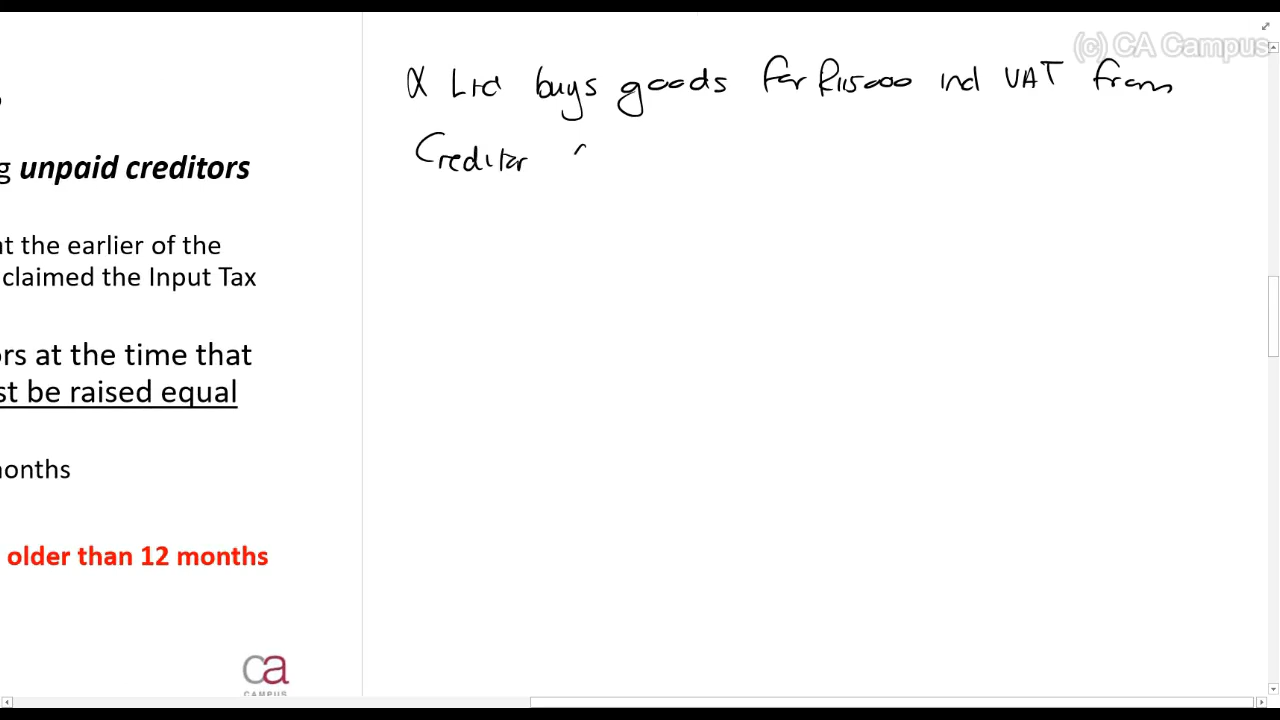 (c) CA Campus
α Ltd buys goods for R115000 incl VAT from
Creditor
g unpaid creditors
at the earlier of the
claimed the Input Tax
ors at the time that
st be raised equal
months
older than 12 months
ca
CAMPUS